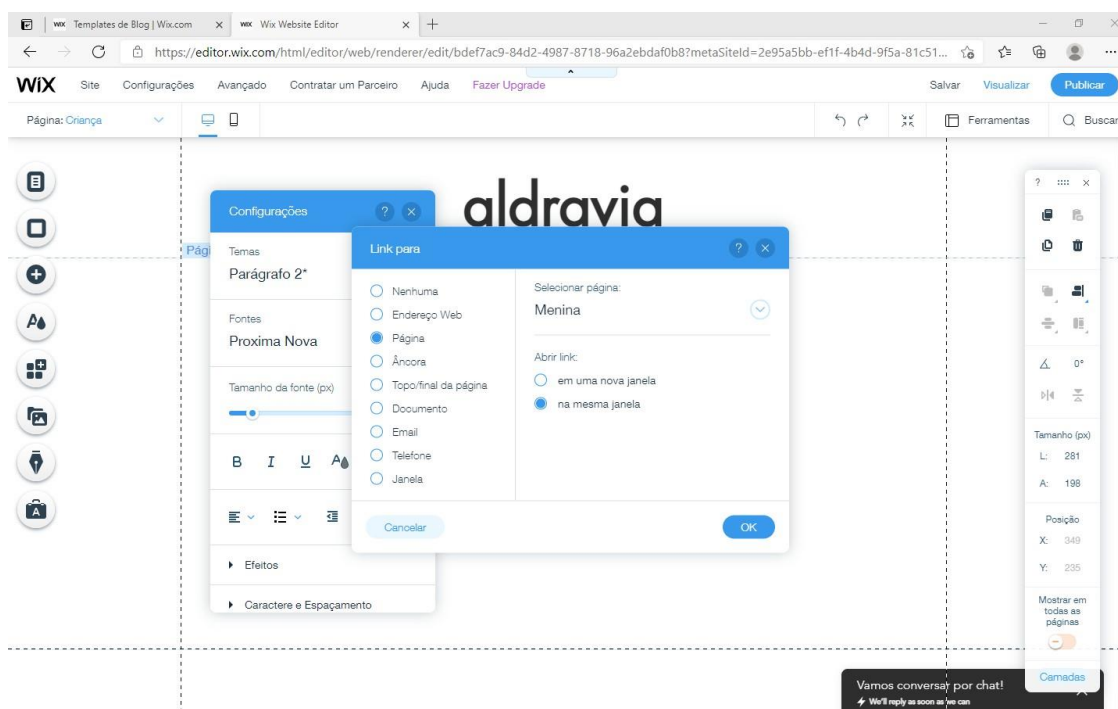 Templates de Blog | Wix.com
Wix Website Editor
https://editor.wix.com/html/editor/web/renderer/edit/bdef7ac9-84d2-4987-8718-96a2ebdaf0b8?metaSiteId=2e95a5bb-ef1f-4b4d-9f5a-81c51...
WiX Site Configurações Avançado Contratar um Parceiro Ajuda Fazer Upgrade Salvar Visualizar Publicar
Página: Criança Ferramentas Buscar
aldravia
Pági
Configurações
Temas
Parágrafo 2*
Fontes
Proxima Nova
Tamanho da fonte (px)
B I U A
Efeitos
Caractere e Espaçamento
Link para
Nenhuma
Endereço Web
Página
Âncora
Topo/final da página
Documento
Email
Telefone
Janela
Selecionar página:
Menina
Abrir link:
em uma nova janela
na mesma janela
Cancelar OK
0°
Tamanho (px)
L: 281
A: 198
Posição
X: 349
Y: 235
Mostrar em
todas as
páginas
Camadas
Vamos conversar por chat!
We'll reply as soon as we can